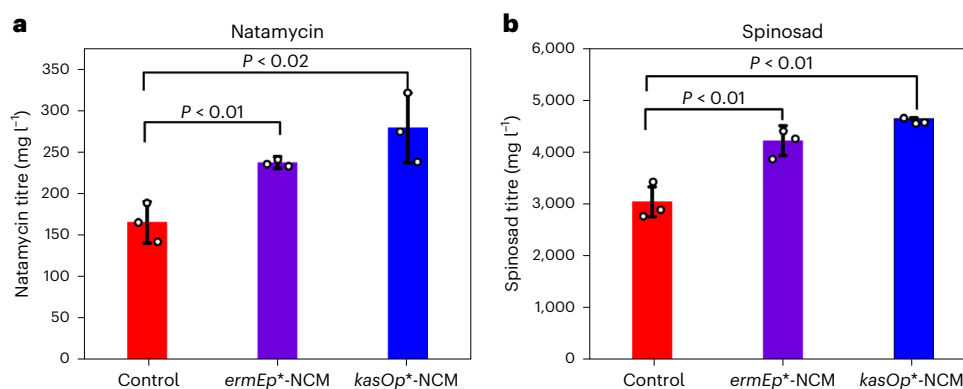 a
Natamycin
Natamycin titre (mg l⁻¹)
350
300
250
200
150
100
50
0
P < 0.02
P < 0.01
Control
ermEp*-NCM
kasOp*-NCM
b
Spinosad
Spinosad titre (mg l⁻¹)
6,000
5,000
4,000
3,000
2,000
1,000
0
P < 0.01
P < 0.01
Control
ermEp*-NCM
kasOp*-NCM